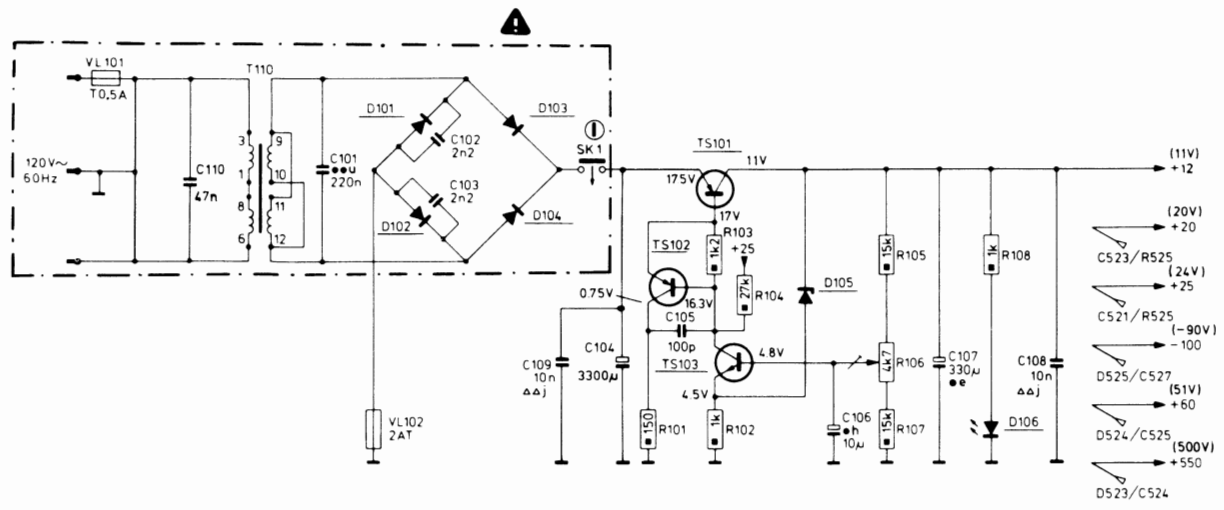 VL101
T0,5A
120V~
60Hz
C110
47n
T110
3
1
8
6
9
10
11
12
C101
●●u
220n
D101
C102
2n2
C103
2n2
D102
D103
D104
1
SK1
VL102
2AT
TS101
17.5V
11V
17V
R103
1k2
+25
TS102
0.75V
16.3V
27k
R104
C105
100p
C109
10n
△△j
C104
3300µ
TS103
4.8V
4.5V
150
R101
1k
R102
D105
C106
●h
10µ
15k
R105
4k7
R106
15k
R107
C107
330µ
●e
1k
R108
D106
C108
10n
△△j
(11V)
+12
(20V)
+20
C523/R525
(24V)
+25
C521/R525
(-90V)
-100
D525/C527
(51V)
+60
D524/C525
(500V)
+550
D523/C524